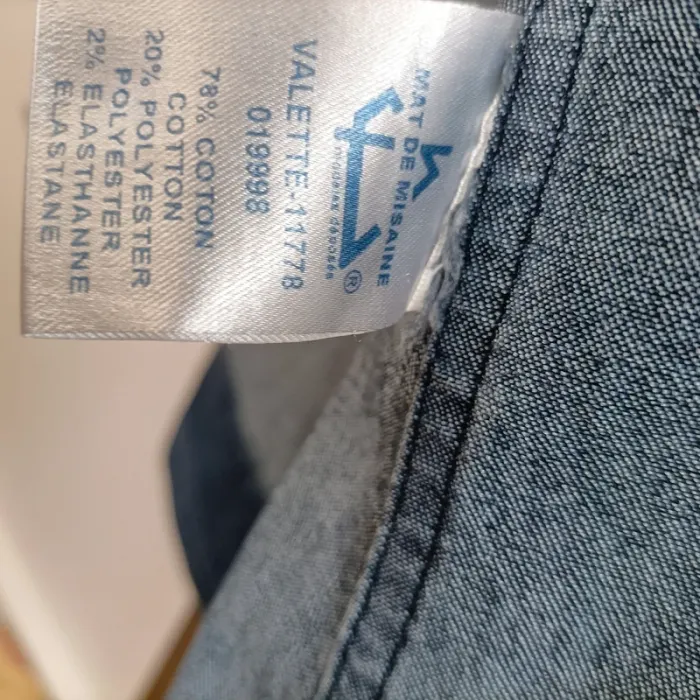 MAT DE MISAINE
®
VALETTE-11778
019998
78% COTON
COTTON
20% POLYESTER
POLYESTER
2% ELASTHANNE
ELASTANE